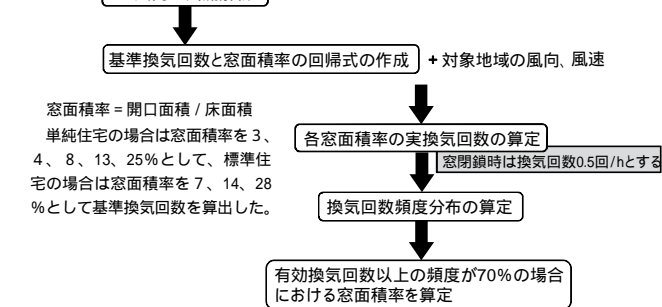 基準換気回数と窓面積率の回帰式の作成
+ 対象地域の風向、風速
窓面積率 = 開口面積 / 床面積
単純住宅の場合は窓面積率を3、
4、8、13、25%として、標準住
宅の場合は窓面積率を7、14、28
%として基準換気回数を算出した。
各窓面積率の実換気回数の算定
窓閉鎖時は換気回数0.5回/hとする
換気回数頻度分布の算定
有効換気回数以上の頻度が70%の場合
における窓面積率を算定